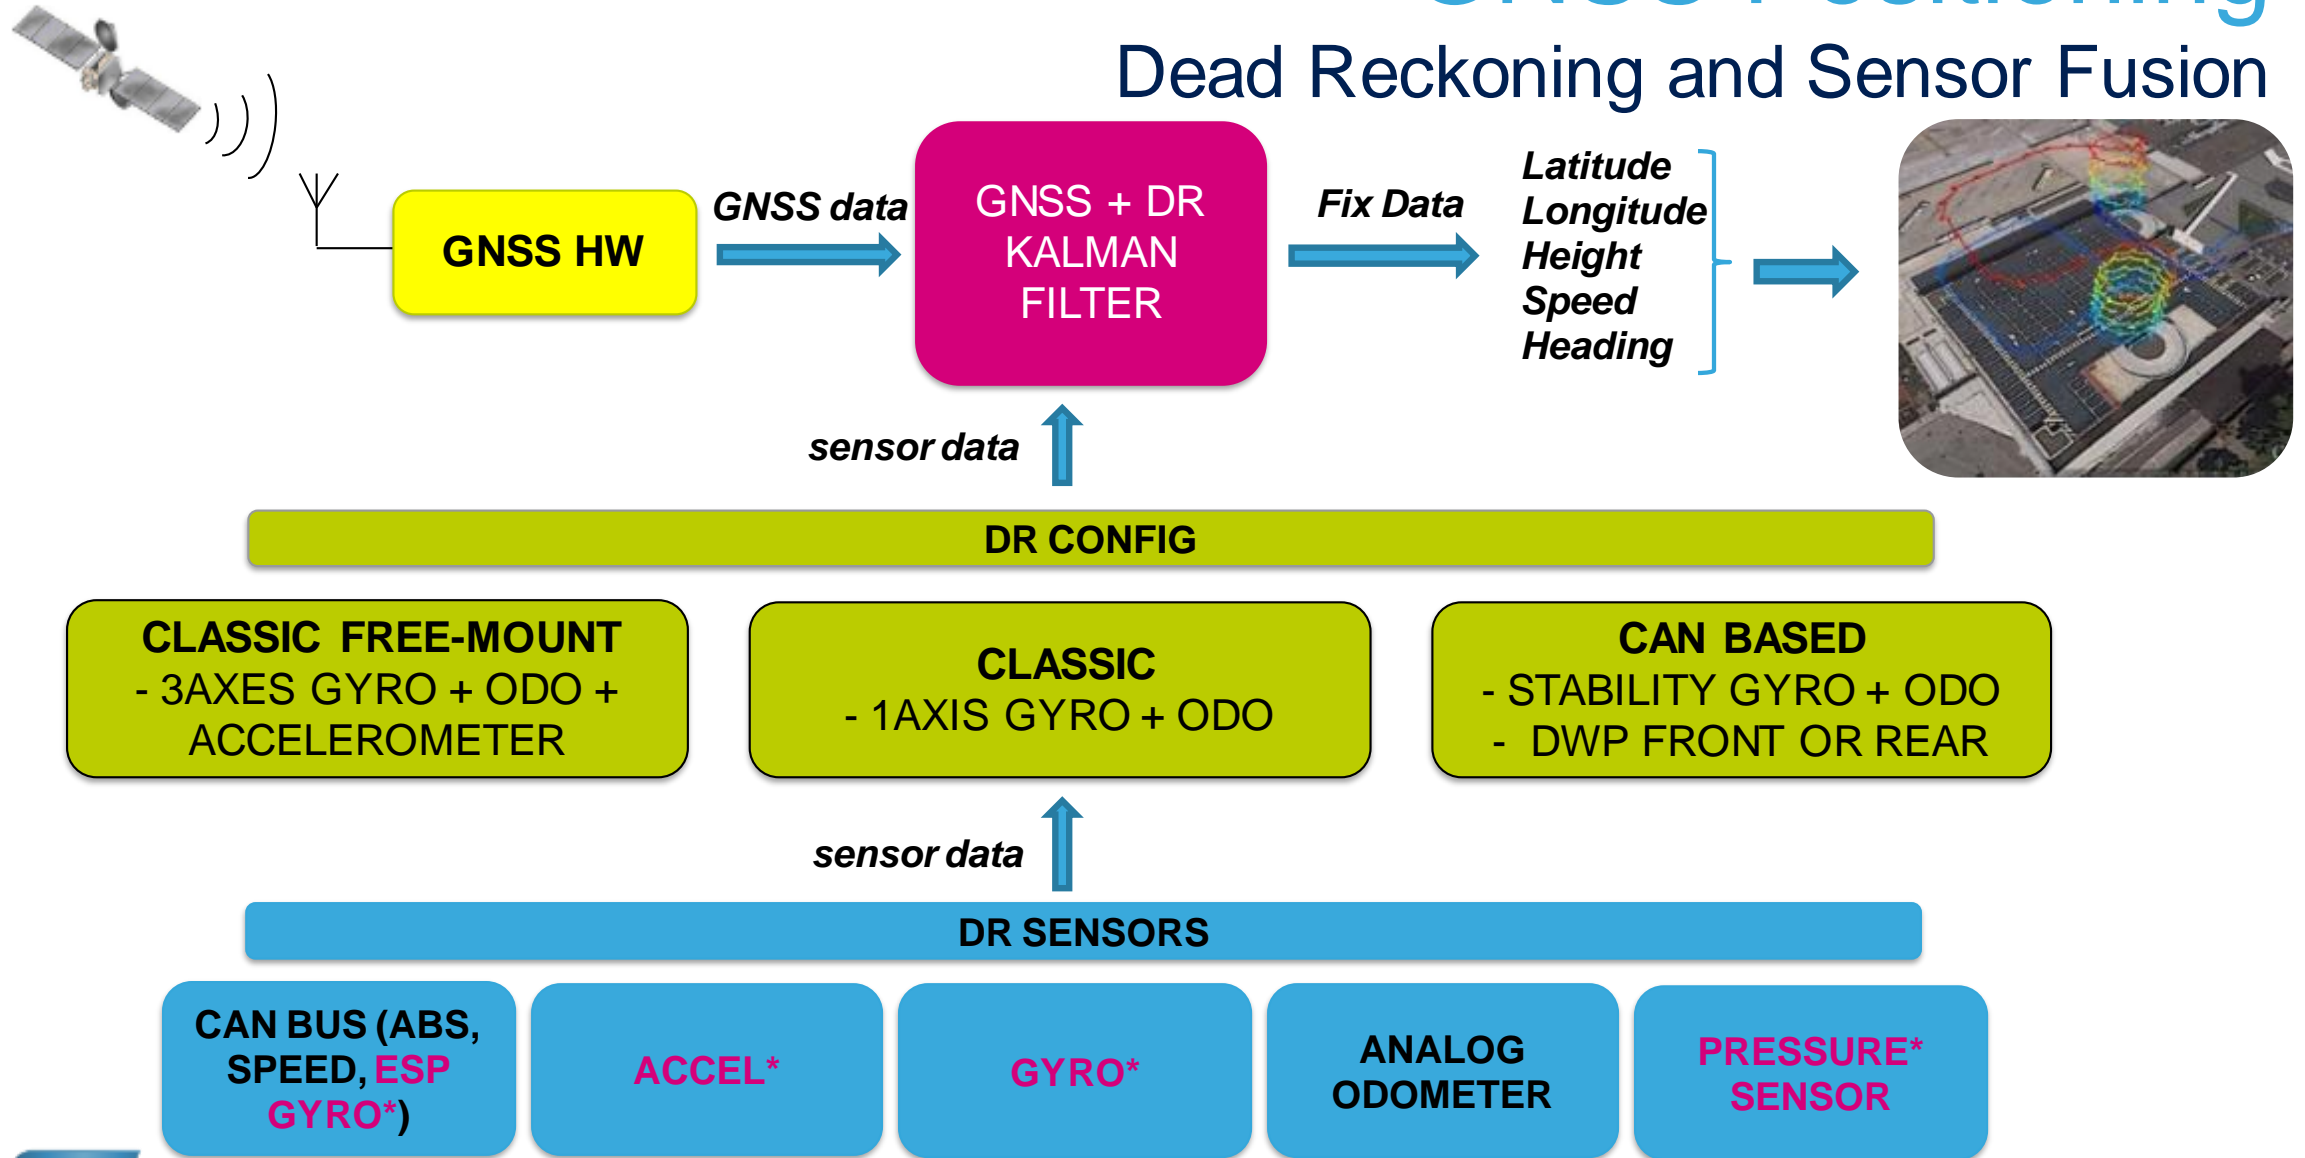 GNSS Positioning
Dead Reckoning and Sensor Fusion
GNSS HW
GNSS data
GNSS + DR
KALMAN
FILTER
Fix Data
Latitude
Longitude
Height
Speed
Heading
sensor data
DR CONFIG
CLASSIC FREE-MOUNT
- 3AXES GYRO + ODO +
ACCELEROMETER
CLASSIC
- 1AXIS GYRO + ODO
CAN BASED
- STABILITY GYRO + ODO
- DWP FRONT OR REAR
sensor data
DR SENSORS
CAN BUS (ABS,
SPEED, ESP
GYRO*)
ACCEL*
GYRO*
ANALOG
ODOMETER
PRESSURE*
SENSOR